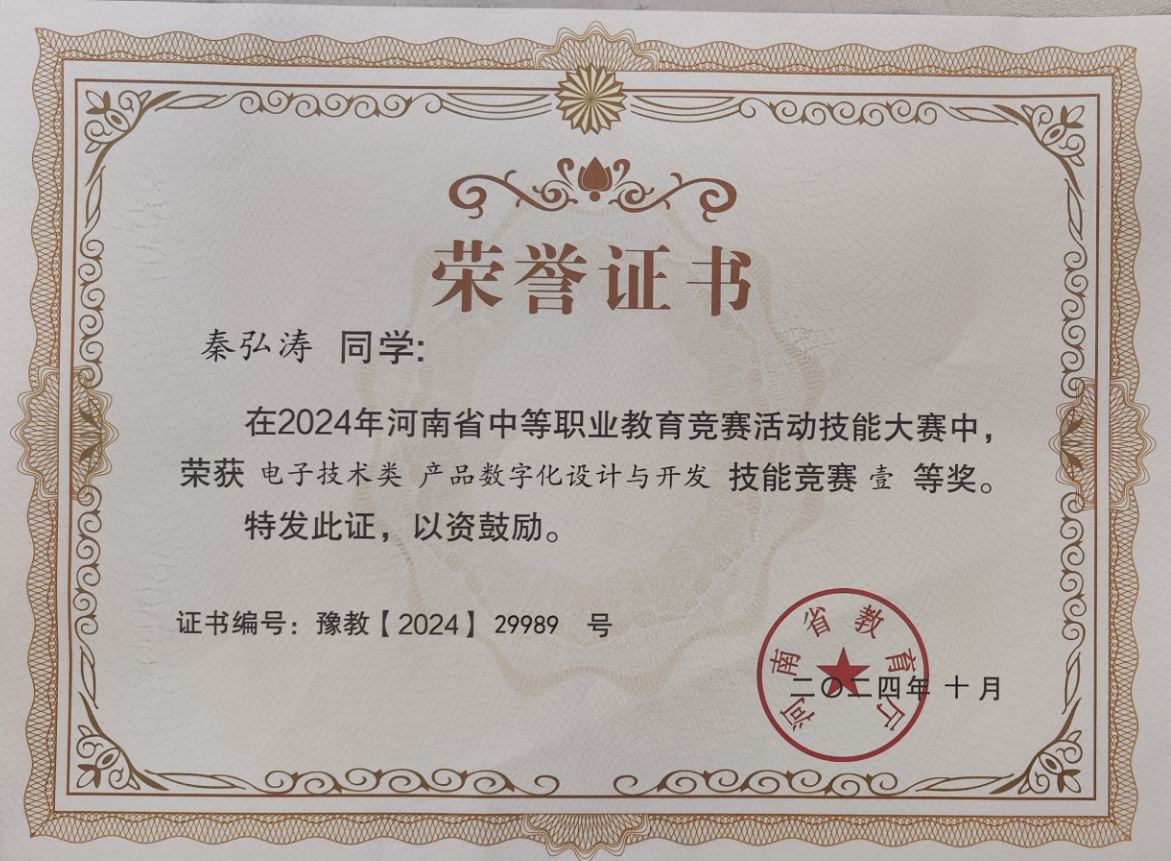 荣誉证书
秦弘涛 同学:
在2024年河南省中等职业教育竞赛活动技能大赛中，
荣获 电子技术类 产品数字化设计与开发 技能竞赛 壹 等奖。
特发此证，以资鼓励。
证书编号：豫教【2024】29989 号
河南省教育厅
二〇二四年 十 月